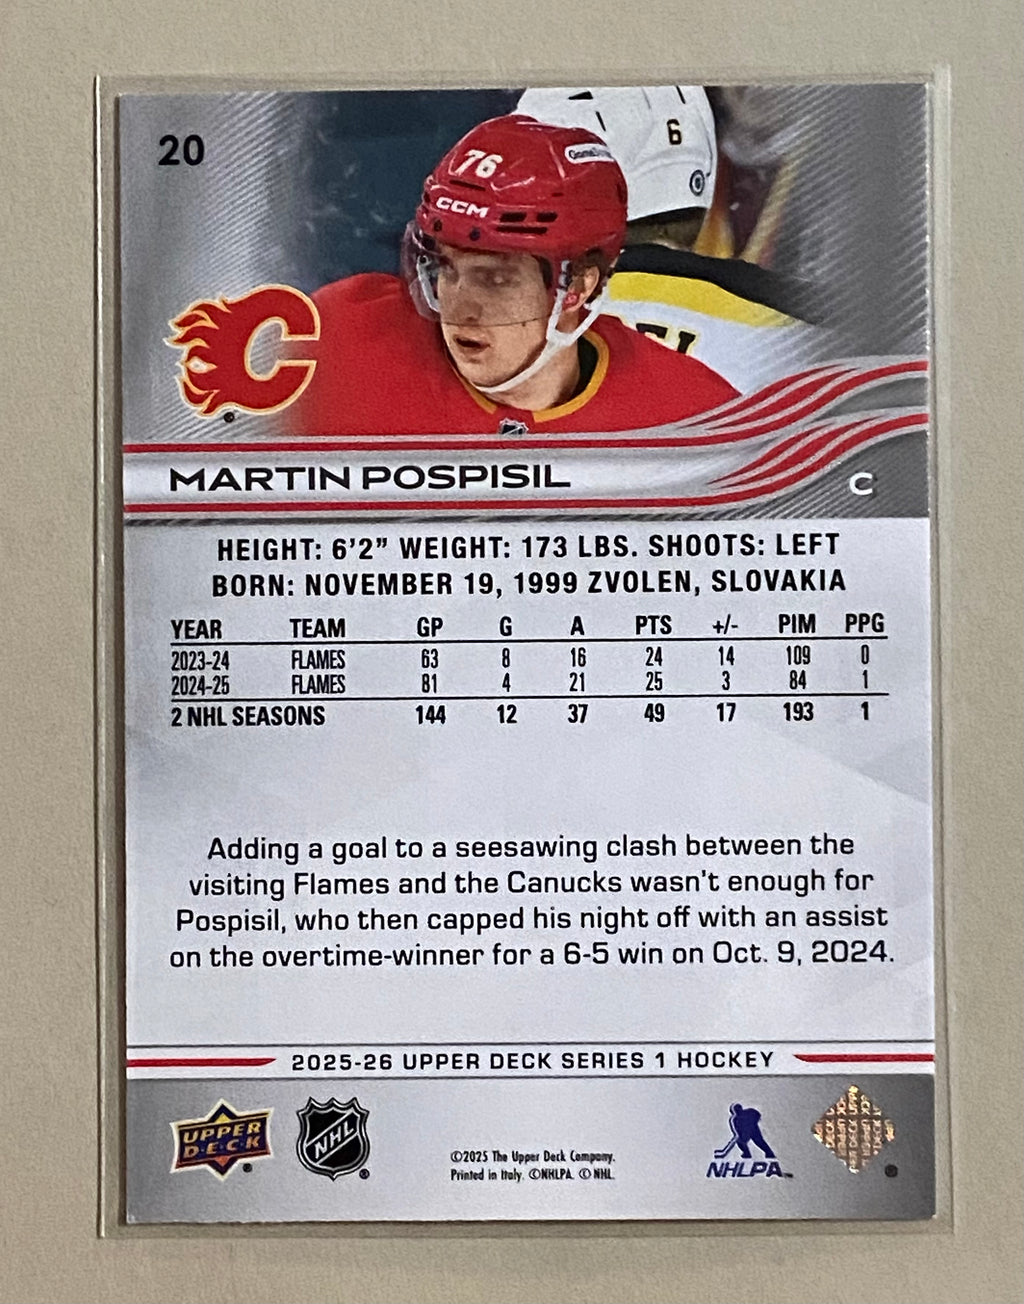 20
6
76
CCM
C
MARTIN POSPISIL
C
HEIGHT: 6'2” WEIGHT: 173 LBS. SHOOTS: LEFT
BORN: NOVEMBER 19, 1999 ZVOLEN, SLOVAKIA
YEAR TEAM GP G A PTS +/- PIM PPG
2023-24 FLAMES 63 8 16 24 14 109 0
2024-25 FLAMES 81 4 21 25 3 84 1
2 NHL SEASONS 144 12 37 49 17 193 1
Adding a goal to a seesawing clash between the
visiting Flames and the Canucks wasn't enough for
Pospisil, who then capped his night off with an assist
on the overtime-winner for a 6-5 win on Oct. 9, 2024.
2025-26 UPPER DECK SERIES 1 HOCKEY
UPPER
D·E·C·K ®
NHL ®
©2025 The Upper Deck Company.
Printed in Italy. ©NHLPA. © NHL.
NHLPA™
UPPER DECK ®